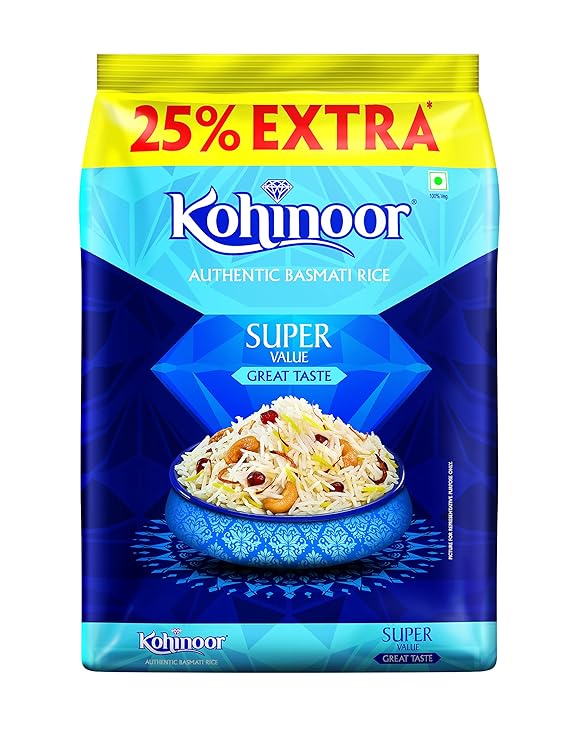 25% EXTRA*
Kohinoor®
100% Veg
AUTHENTIC BASMATI RICE
SUPER
VALUE
GREAT TASTE
PICTURE FOR REPRESENTATIVE PURPOSE ONLY.
Kohinoor
AUTHENTIC BASMATI RICE
SUPER
VALUE
GREAT TASTE